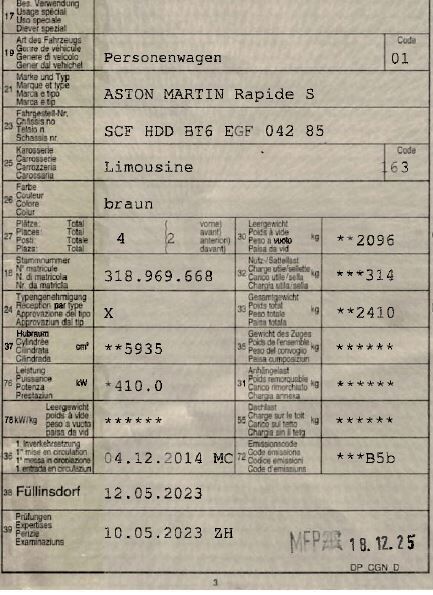 Bes. Verwendung
17 Usage spécial
Uso speciale
Diever spezial
Art des Fahrzeugs Code
19 Genre de véhicule Personenwagen 01
Genere di veicolo
Gener dal vehichel
Marke und Typ
21 Marque et type ASTON MARTIN Rapide S
Marca e tipo
Marca e tip
Fahrgestell-Nr.
23 Châssis no SCF HDD BT6 EGF 042 85
Telaio n.
Schassis nr.
Karosserie Code
25 Carrosserie Limousine 163
Carrozzeria
Carossaria
Farbe
26 Couleur braun
Colore
Colur
Plätze: Total vorne) Leergewicht
27 Places: Total 4 (2 avant) 30 Poids à vide kg **2096
Posti: Totale anteriori) Peso a vuoto
Plazs: Total davant) Paisa da vid
Stammnummer Nutz-/Sattellast
18 N° matricule 318.969.668 32 Charge utile/sellette kg ***314
N. di matricola Carico utile/sella
Nr. da matricla Chargia utila/sella
Typengenehmigung Gesamtgewicht
24 Réception par type X 33 Poids total kg **2410
Approvazione del tipo Peso totale
Approvaziun dal tip Paisa totala
Hubraum Gewicht des Zuges
37 Cylindrée cm³ **5935 35 Poids de l'ensemble kg ******
Cilindrata Peso del convoglio
Cilindrada Paisa cumposiziun
Leistung Anhängelast
76 Puissance kW *410.0 31 Poids remorquable kg ******
Potenza Carico rimorchiato
Prestaziun Chargia annexa
Leergewicht Dachlast
78 kW/kg poids à vide ****** 55 Charge sur le toit kg ******
peso a vuoto Carico sul tetto
paisa da vid Chargia sin il tetg
1. Inverkehrsetzung Emissionscode
36 1re mise en circulation 04.12.2014 MC 72 Code émissions ***B5b
1a messa in circolazione Codice emissioni
1. entrada en circulaziun Code d'emissiuns
38 Füllinsdorf 12.05.2023
Prüfungen
39 Expertises 10.05.2023 ZH
Perizie
Examinaziuns MFP 18.12.25
DP CGN D
3